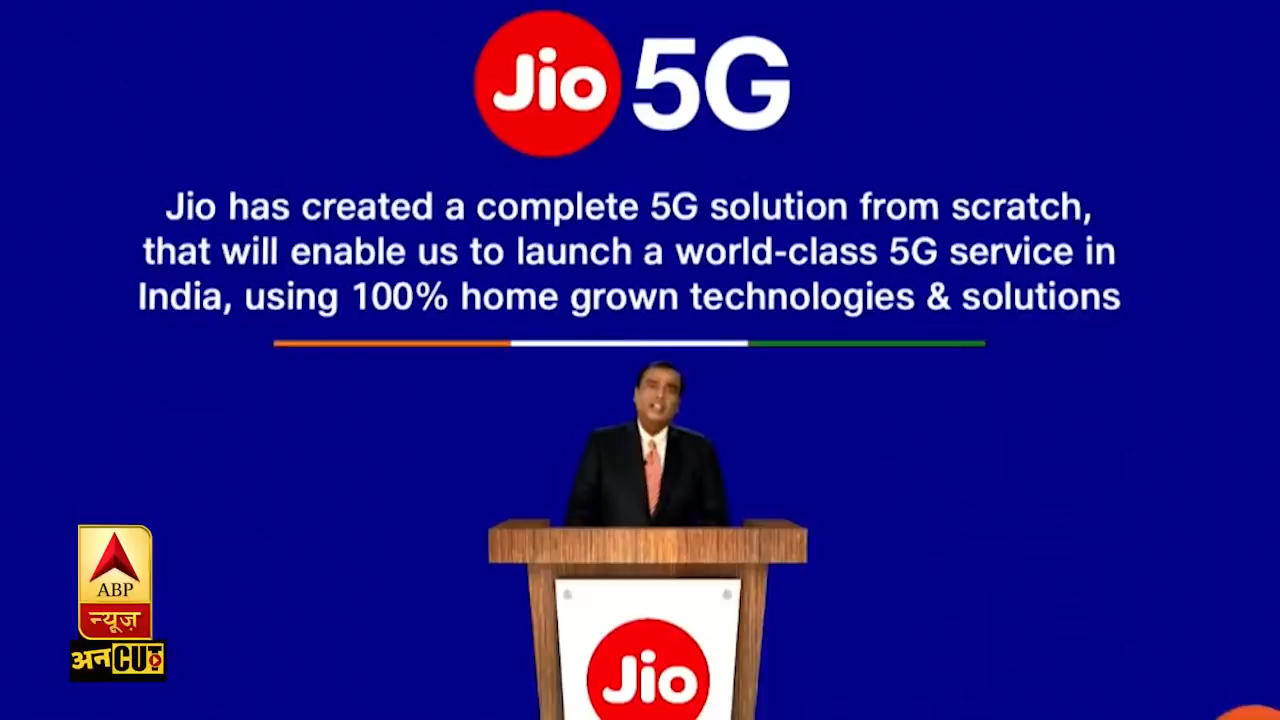 Jio 5G
Jio has created a complete 5G solution from scratch,
that will enable us to launch a world-class 5G service in
India, using 100% home grown technologies & solutions
ABP
न्यूज़
अनCUT
Jio